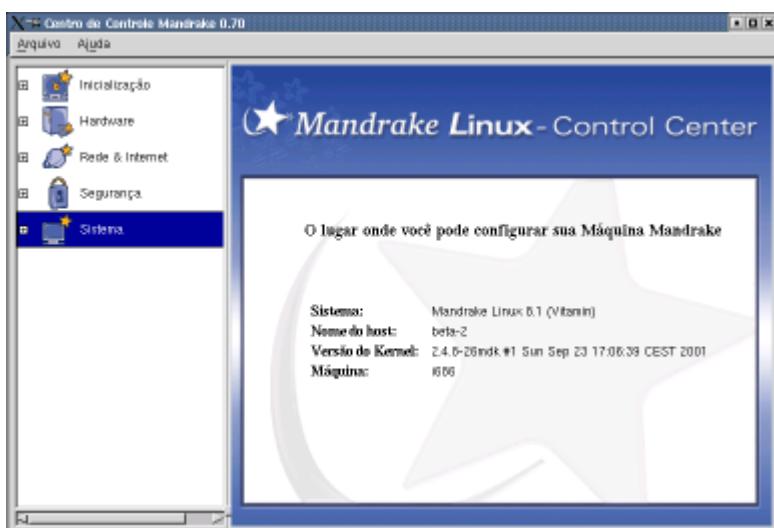 Centro de Controle Mandrake 0.70
Arquivo Ajuda
Inicialização
Hardware
Rede & Internet
Segurança
Sistema
Mandrake Linux - Control Center
O lugar onde você pode configurar sua Máquina Mandrake
Sistema: Mandrake Linux 8.1 (Vitamin)
Nome do host: beta-2
Versão do Kernel: 2.4.8-26mdk #1 Sun Sep 23 17:06:39 CEST 2001
Máquina: i686